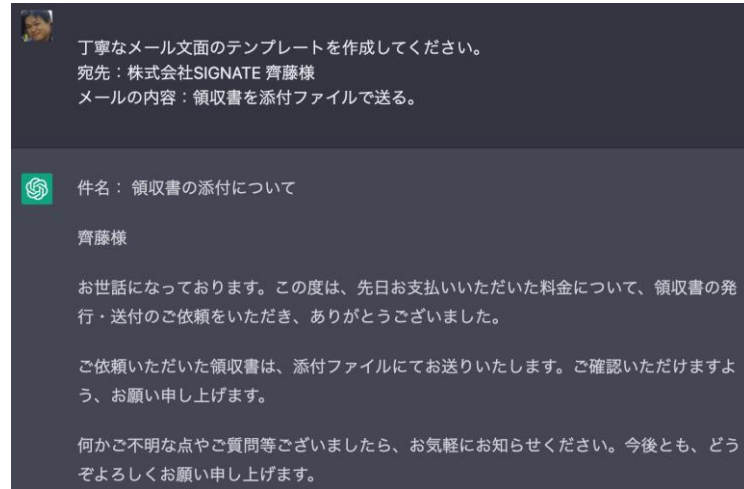 丁寧なメール文面のテンプレートを作成してください。
宛先：株式会社SIGNATE 齊藤様
メールの内容：領収書を添付ファイルで送る。
件名： 領収書の添付について
齊藤様
お世話になっております。この度は、先日お支払いいただいた料金について、領収書の発
行・送付のご依頼をいただき、ありがとうございました。
ご依頼いただいた領収書は、添付ファイルにてお送りいたします。ご確認いただけますよ
う、お願い申し上げます。
何かご不明な点やご質問等ございましたら、お気軽にお知らせください。今後とも、どう
ぞよろしくお願い申し上げます。